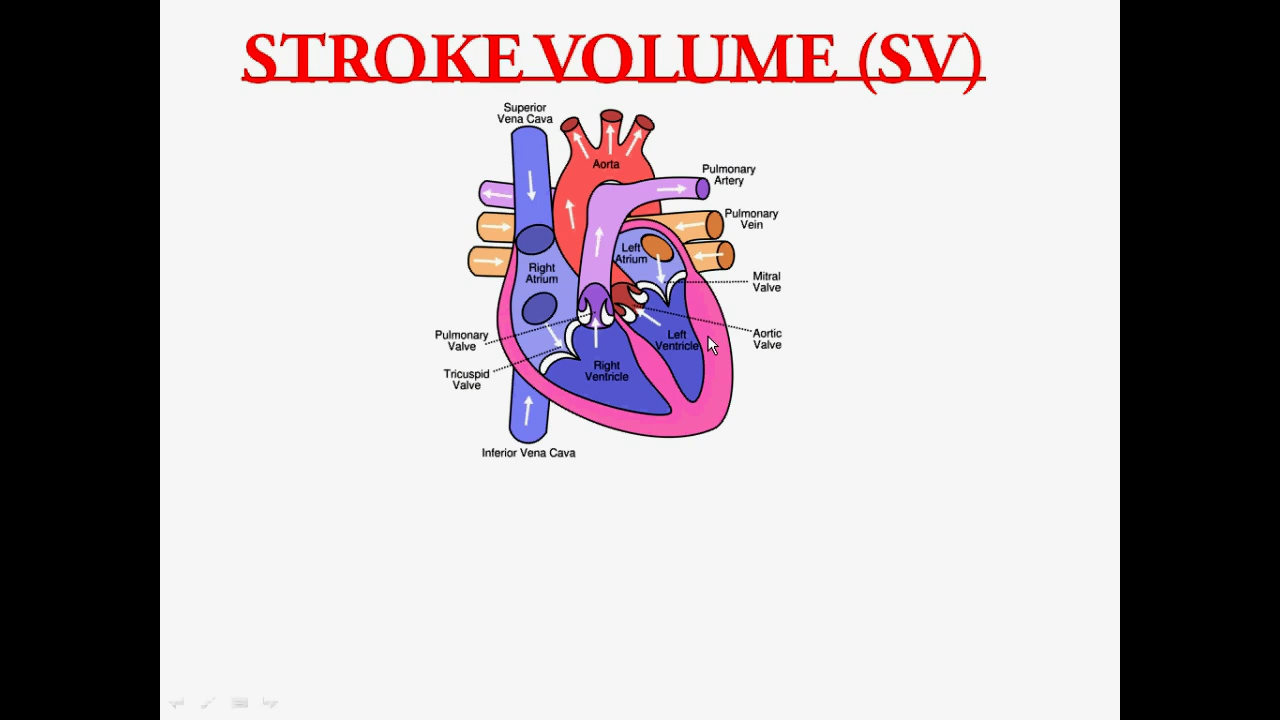 STROKE VOLUME (SV)
Superior
Vena Cava
Aorta
Pulmonary
Artery
Pulmonary
Vein
Left
Atrium
Right
Atrium
Mitral
Valve
Pulmonary
Valve
Left
Ventricle
Aortic
Valve
Right
Ventricle
Tricuspid
Valve
Inferior Vena Cava